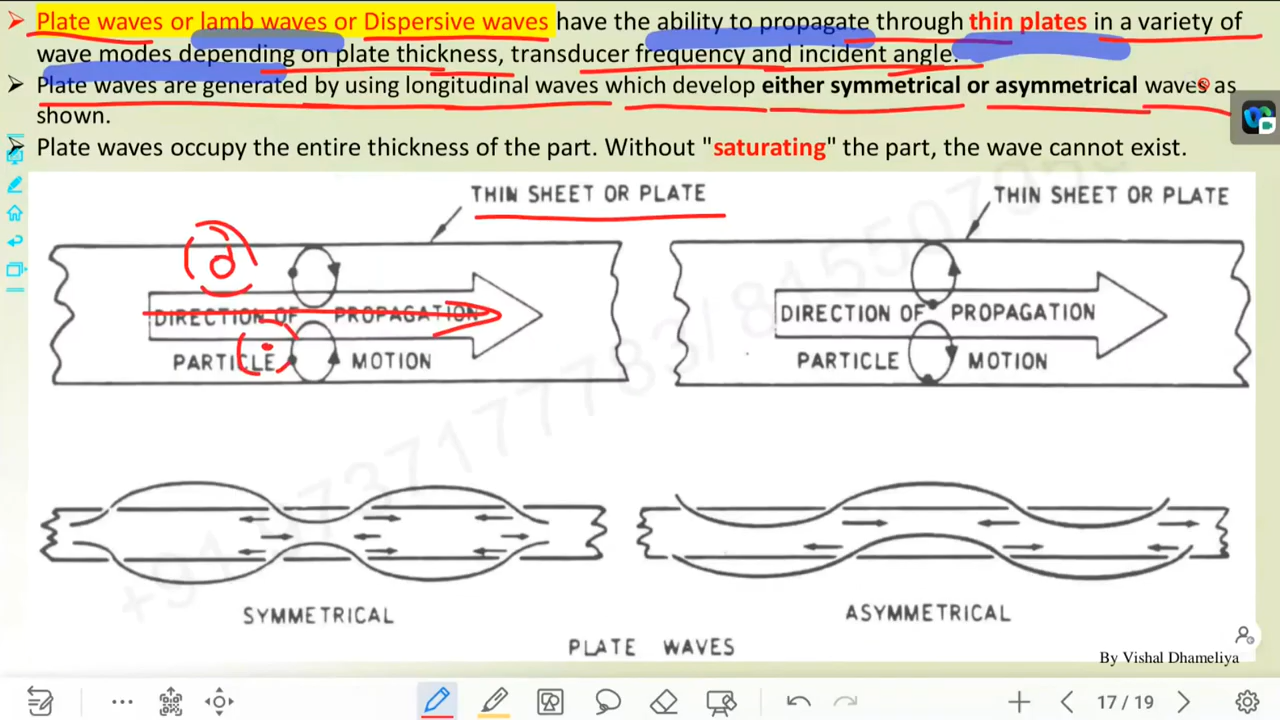 ➢ Plate waves or lamb waves or Dispersive waves have the ability to propagate through thin plates in a variety of
wave modes depending on plate thickness, transducer frequency and incident angle.
➢ Plate waves are generated by using longitudinal waves which develop either symmetrical or asymmetrical waves as
shown.
➢ Plate waves occupy the entire thickness of the part. Without "saturating" the part, the wave cannot exist.
THIN SHEET OR PLATE
THIN SHEET OR PLATE
DIRECTION OF PROPAGATION
DIRECTION OF PROPAGATION
PARTICLE MOTION
PARTICLE MOTION
SYMMETRICAL
ASYMMETRICAL
PLATE WAVES
By Vishal Dhameliya
17 / 19